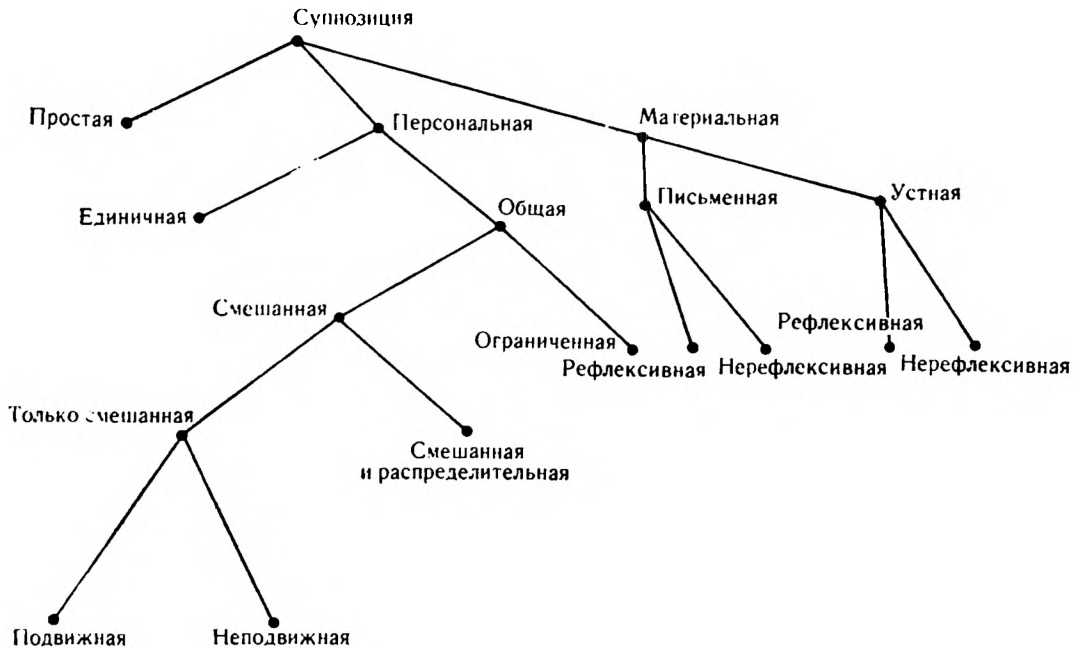 Суппозиция
Простая
Персональная
Материальная
Единичная
Общая
Письменная
Устная
Смешанная
Ограниченная
Рефлексивная
Нерефлексивная
Рефлексивная
Нерефлексивная
Только смешанная
Смешанная
и распределительная
Подвижная
Неподвижная